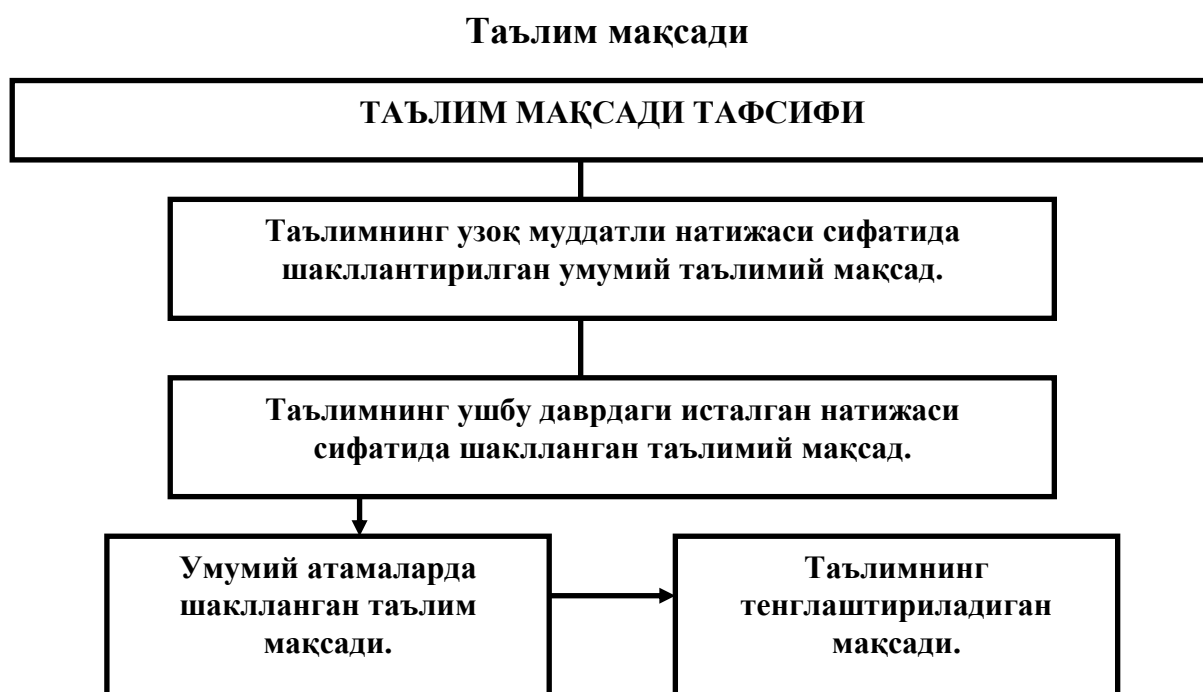 Таълим мақсади
ТАЪЛИМ МАҚСАДИ ТАФСИФИ
Таълимнинг узоқ муддатли натижаси сифатида
шакллантирилган умумий таълимий мақсад.
Таълимнинг ушбу даврдаги исталган натижаси
сифатида шаклланган таълимий мақсад.
Умумий атамаларда
шаклланган таълим
мақсади.
Таълимнинг
тенглаштириладиган
мақсади.